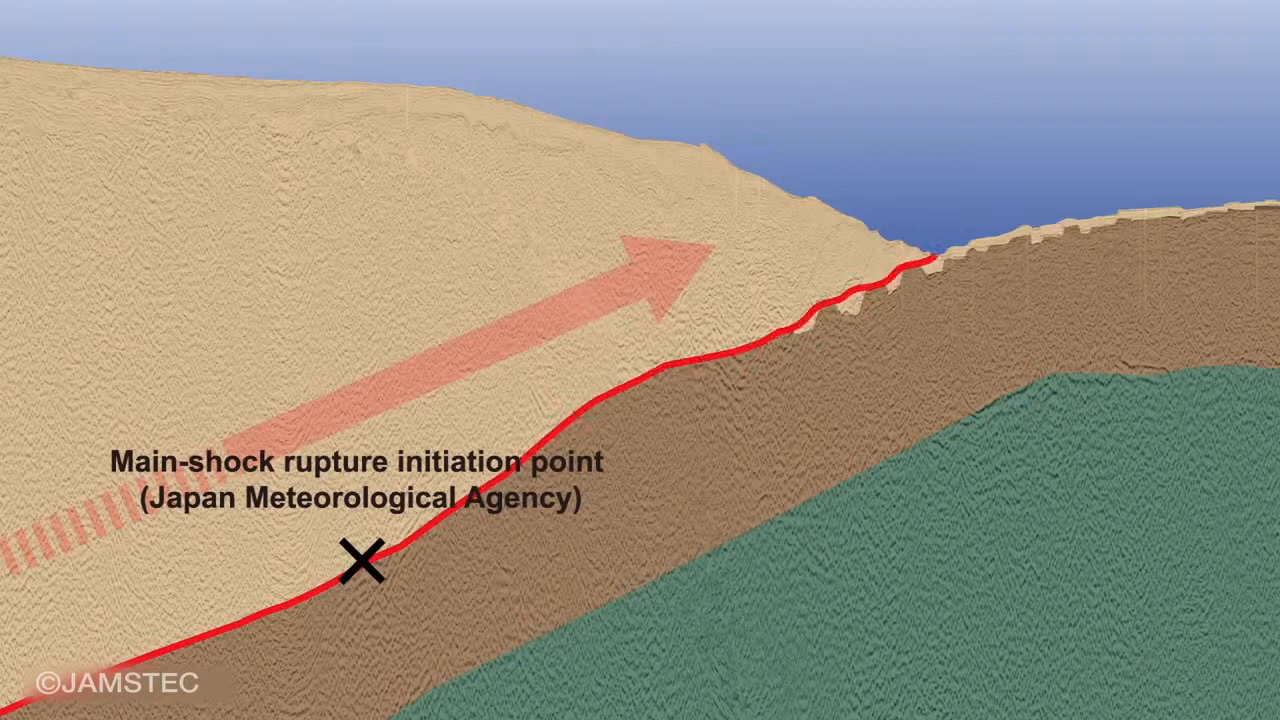 Main-shock rupture initiation point
(Japan Meteorological Agency)
©JAMSTEC